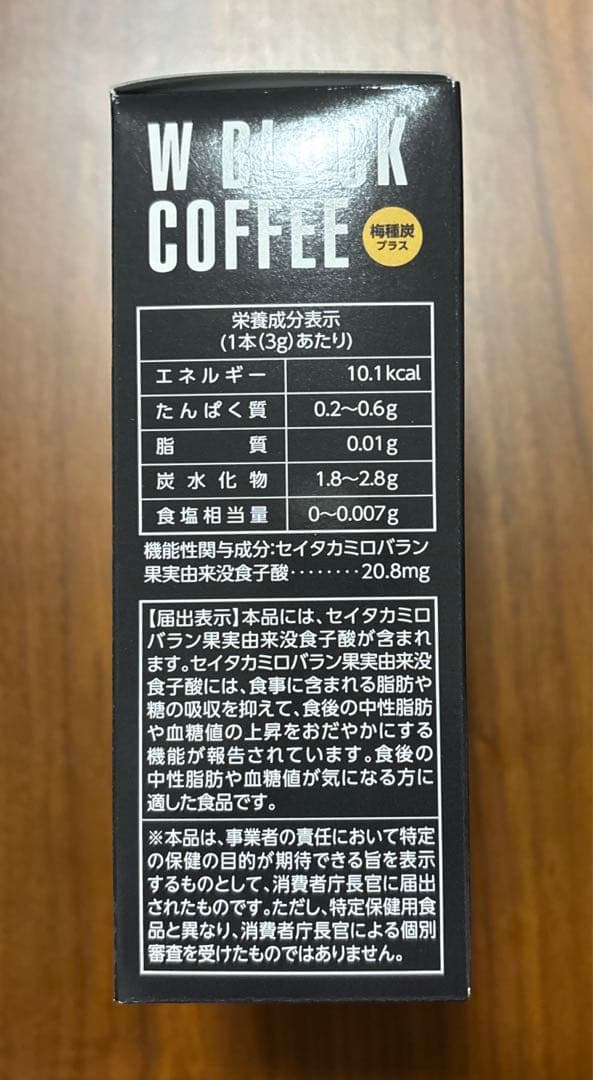 W BLACK
COFFEE
梅種炭
プラス
栄養成分表示
(1本(3g)あたり)
エネルギー 10.1kcal
たんぱく質 0.2〜0.6g
脂質 0.01g
炭水化物 1.8〜2.8g
食塩相当量 0〜0.007g
機能性関与成分:セイタカミロバラン
果実由来没食子酸········20.8mg
【届出表示】本品には、セイタカミロ
バラン果実由来没食子酸が含まれ
ます。セイタカミロバラン果実由来没
食子酸には、食事に含まれる脂肪や
糖の吸収を抑えて、食後の中性脂肪
や血糖値の上昇をおだやかにする
機能が報告されています。食後の
中性脂肪や血糖値が気になる方に
適した食品です。
※本品は、事業者の責任において特定
の保健の目的が期待できる旨を表示
するものとして、消費者庁長官に届出
されたものです。ただし、特定保健用食
品と異なり、消費者庁長官による個別
審査を受けたものではありません。